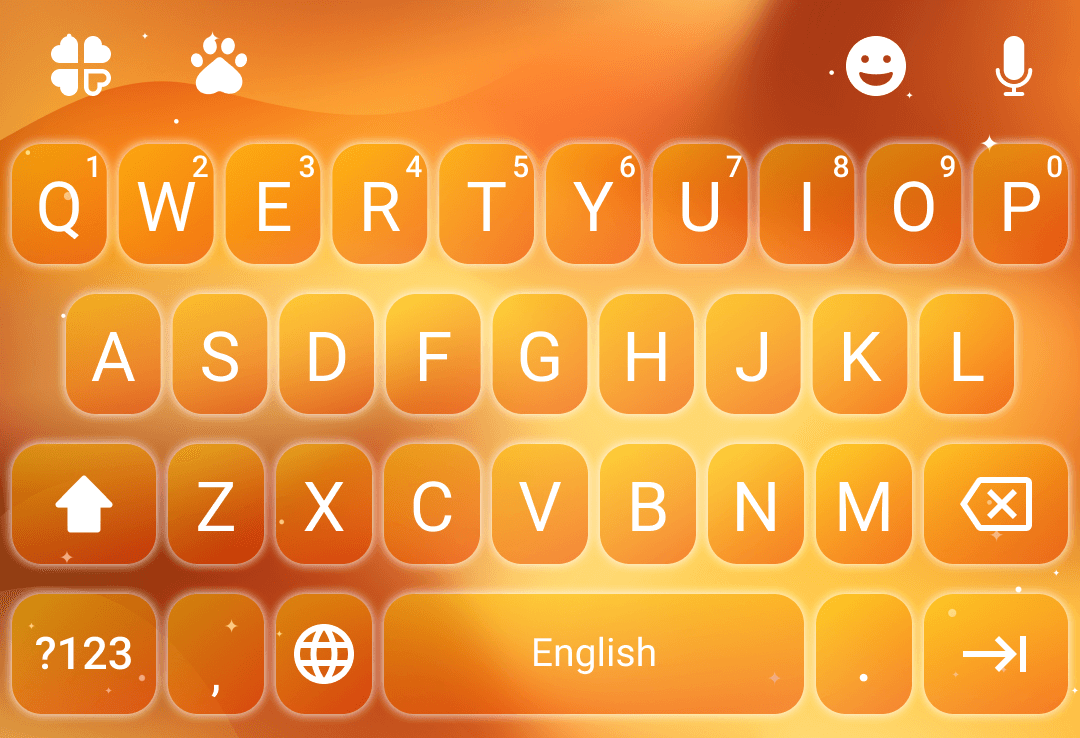 1 2 3 4 5 6 7 8 9 0
Q W E R T Y U I O P
A S D F G H J K L
Z X C V B N M
?123 , English .